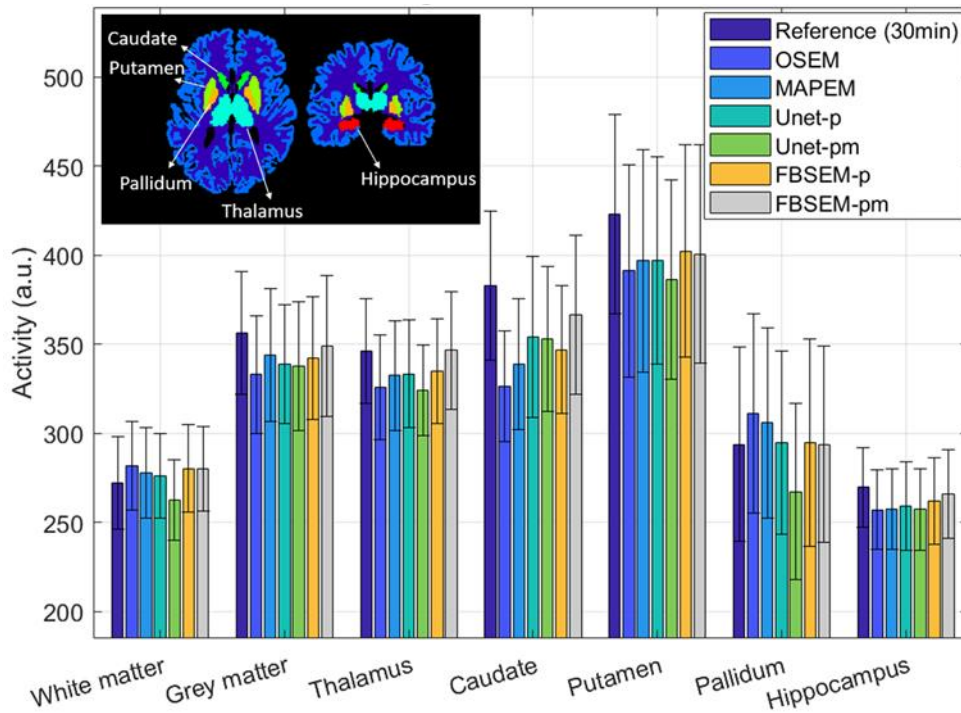 Caudate
Putamen
Pallidum
Thalamus
Hippocampus
Reference (30min)
OSEM
MAPEM
Unet-p
Unet-pm
FBSEM-p
FBSEM-pm
Activity (a.u.)
500
450
400
350
300
250
200
White matter
Grey matter
Thalamus
Caudate
Putamen
Pallidum
Hippocampus